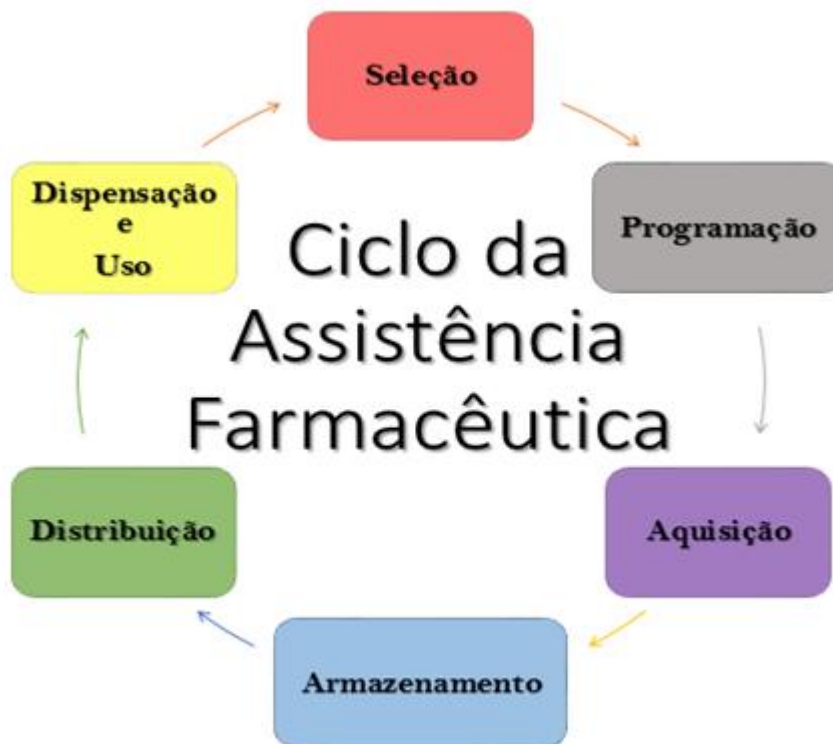 Seleção
Programação
Aquisição
Armazenamento
Distribuição
Dispensação
e
Uso
Ciclo da
Assistência
Farmacêutica